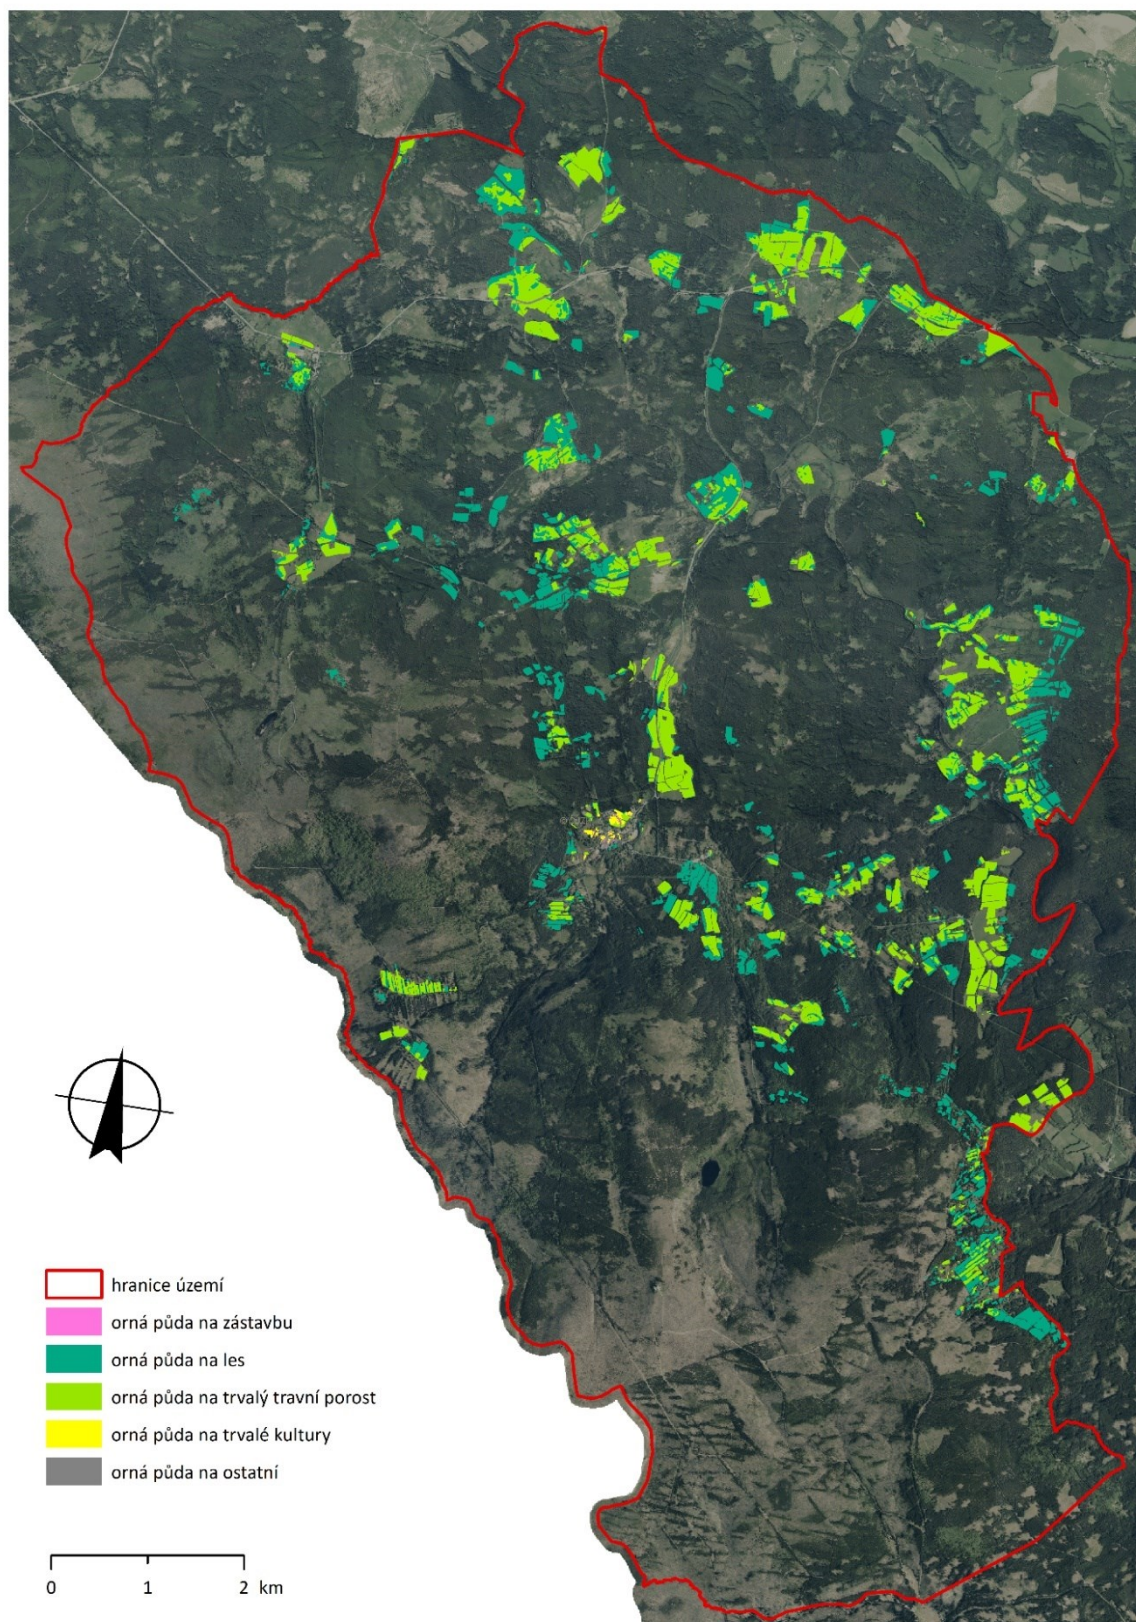 hranice území
orná půda na zástavbu
orná půda na les
orná půda na trvalý travní porost
orná půda na trvalé kultury
orná půda na ostatní
0 1 2 km